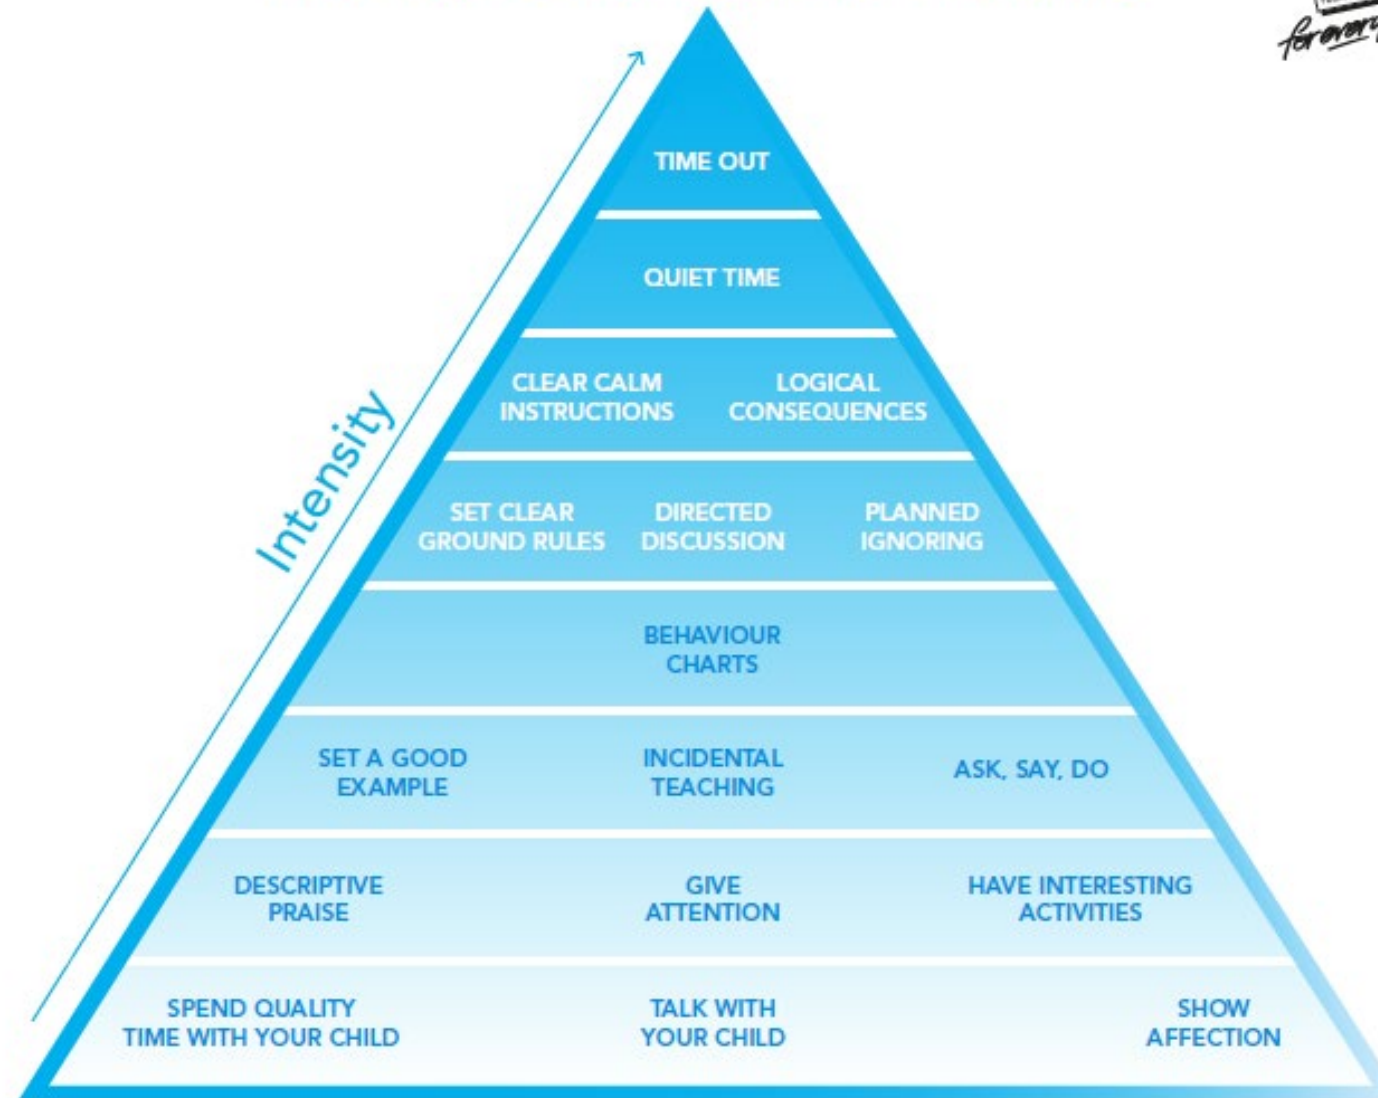 forever
TIME OUT
QUIET TIME
CLEAR CALM
INSTRUCTIONS
LOGICAL
CONSEQUENCES
Intensity
SET CLEAR
GROUND RULES
DIRECTED
DISCUSSION
PLANNED
IGNORING
BEHAVIOUR
CHARTS
SET A GOOD
EXAMPLE
INCIDENTAL
TEACHING
ASK, SAY, DO
DESCRIPTIVE
PRAISE
GIVE
ATTENTION
HAVE INTERESTING
ACTIVITIES
SPEND QUALITY
TIME WITH YOUR CHILD
TALK WITH
YOUR CHILD
SHOW
AFFECTION